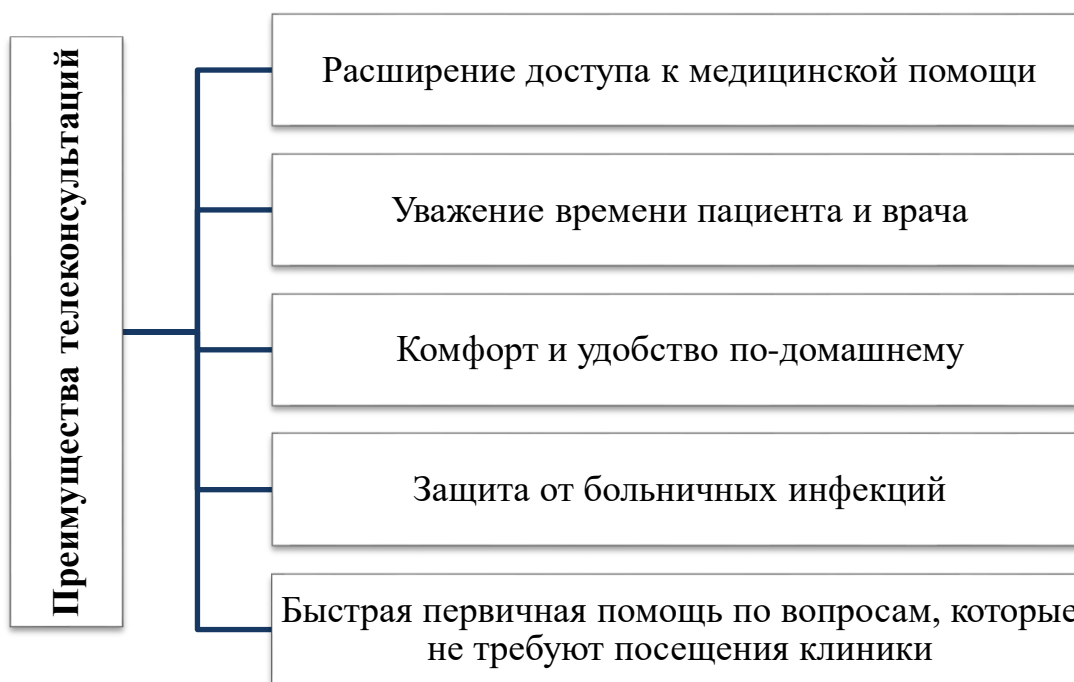 Преимущества телеконсультаций
Расширение доступа к медицинской помощи
Уважение времени пациента и врача
Комфорт и удобство по-домашнему
Защита от больничных инфекций
Быстрая первичная помощь по вопросам, которые
не требуют посещения клиники